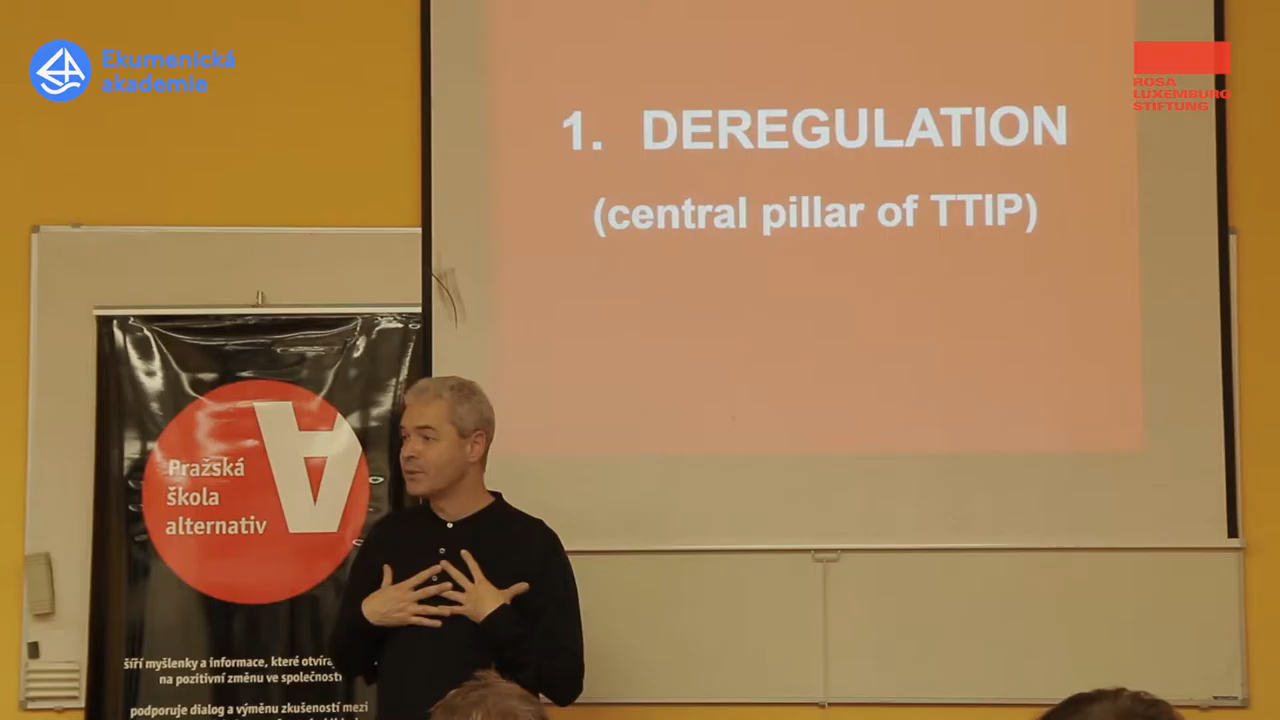 Ekumenická
akademie
ROSA
LUXEMBURG
STIFTUNG
1. DEREGULATION
(central pillar of TTIP)
Pražská
škola
alternativ
šíří myšlenky a informace, které
na pozitivní změnu ve společnosti
podporuje dialog a výměnu zkušeností mezi